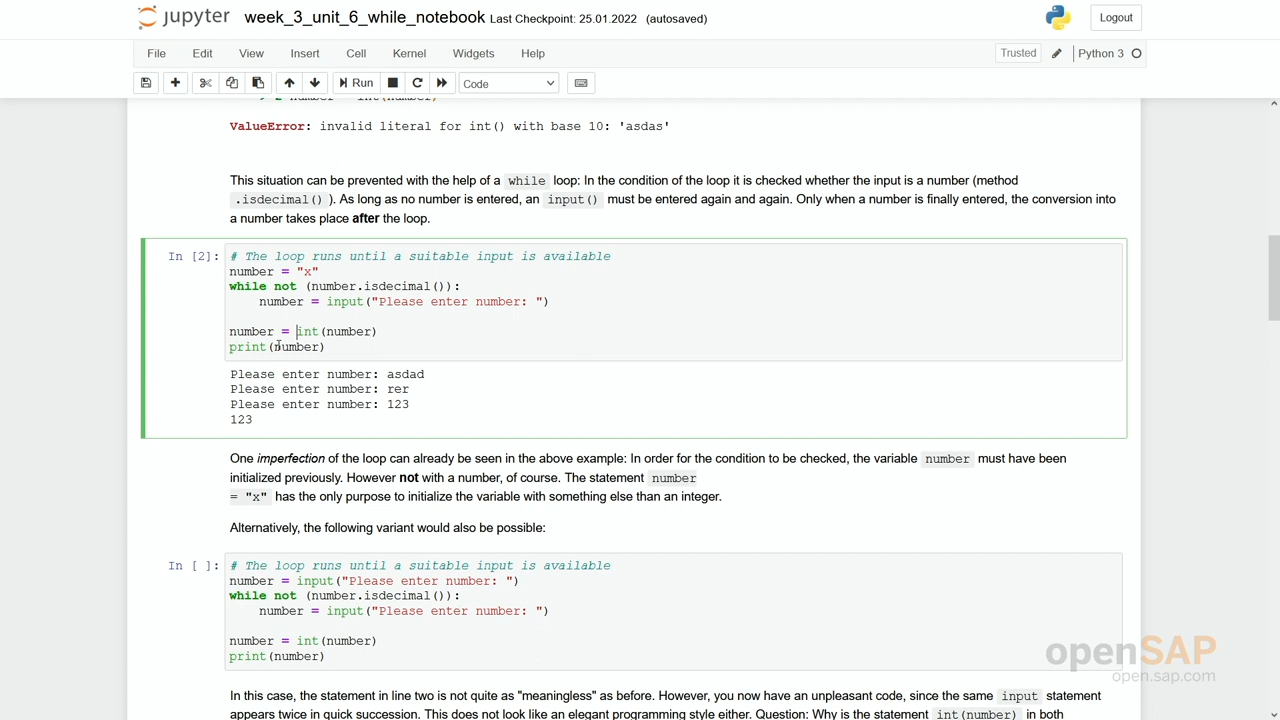 jupyter week_3_unit_6_while_notebook Last Checkpoint: 25.01.2022 (autosaved) Logout
File Edit View Insert Cell Kernel Widgets Help Trusted Python 3
Run Code
ValueError: invalid literal for int() with base 10: 'asdas'
This situation can be prevented with the help of a while loop: In the condition of the loop it is checked whether the input is a number (method
.isdecimal() ). As long as no number is entered, an input() must be entered again and again. Only when a number is finally entered, the conversion into
a number takes place after the loop.
In [2]: # The loop runs until a suitable input is available
number = "x"
while not (number.isdecimal()):
    number = input("Please enter number: ")
number = int(number)
print(number)
Please enter number: asdad
Please enter number: rer
Please enter number: 123
123
One imperfection of the loop can already be seen in the above example: In order for the condition to be checked, the variable number must have been
initialized previously. However not with a number, of course. The statement number
= "x" has the only purpose to initialize the variable with something else than an integer.
Alternatively, the following variant would also be possible:
In [ ]: # The loop runs until a suitable input is available
number = input("Please enter number: ")
while not (number.isdecimal()):
    number = input("Please enter number: ")
number = int(number)
print(number)
openSAP
open.sap.com
In this case, the statement in line two is not quite as "meaningless" as before. However, you now have an unpleasant code, since the same input statement
appears twice in quick succession. This does not look like an elegant programming style either. Question: Why is the statement int(number) in both